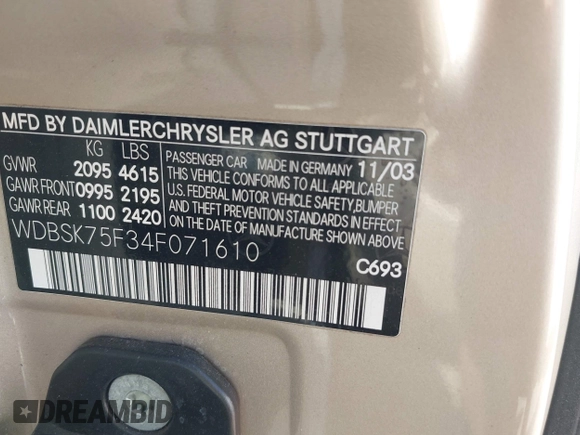 MFD BY DAIMLERCHRYSLER AG STUTTGART
KG LBS
GVWR 2095 4615
GAWR FRONT 0995 2195
GAWR REAR 1100 2420
PASSENGER CAR MADE IN GERMANY 11/03
THIS VEHICLE CONFORMS TO ALL APPLICABLE
U.S. FEDERAL MOTOR VEHICLE SAFETY, BUMPER
AND THEFT PREVENTION STANDARDS IN EFFECT
ON THE DATE OF MANUFACTURE SHOWN ABOVE.
WDBSK75F34F071610
C693
DREAMBID